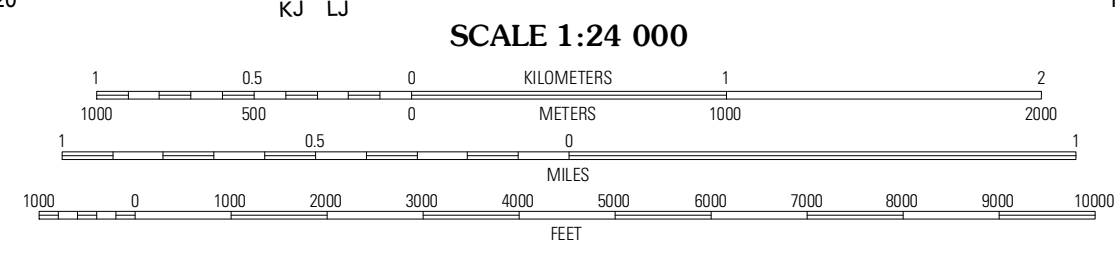 20
KJ LJ
SCALE 1:24 000
1 0.5 0 KILOMETERS 1 2
1000 500 0 METERS 1000 2000
1 0.5 0 1
MILES
1000 0 1000 2000 3000 4000 5000 6000 7000 8000 9000 10000
FEET